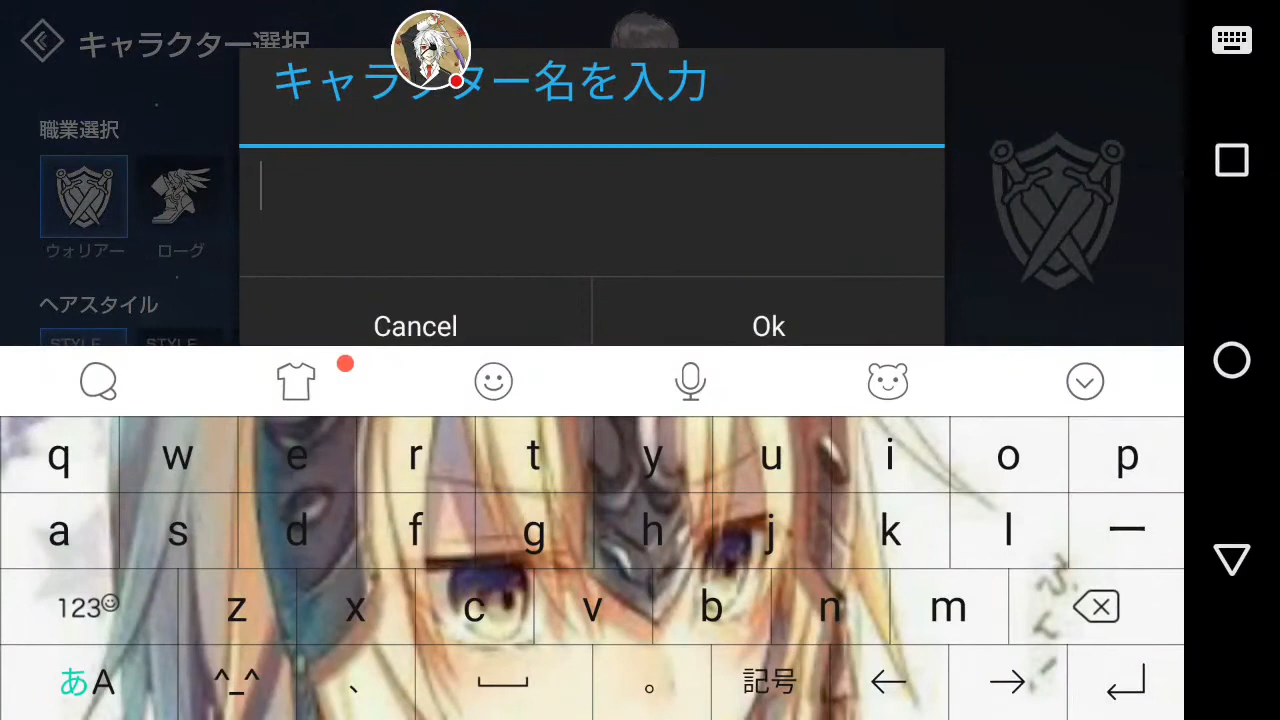 キャラクター選択
キャラクター名を入力
職業選択
ウォリアー ローグ
ヘアスタイル
STYLE STYLE
Cancel Ok
q w e r t y u i o p
a s d f g h j k l ー
123 z x c v b n m
あA ^_^ 、 。 記号 ← →